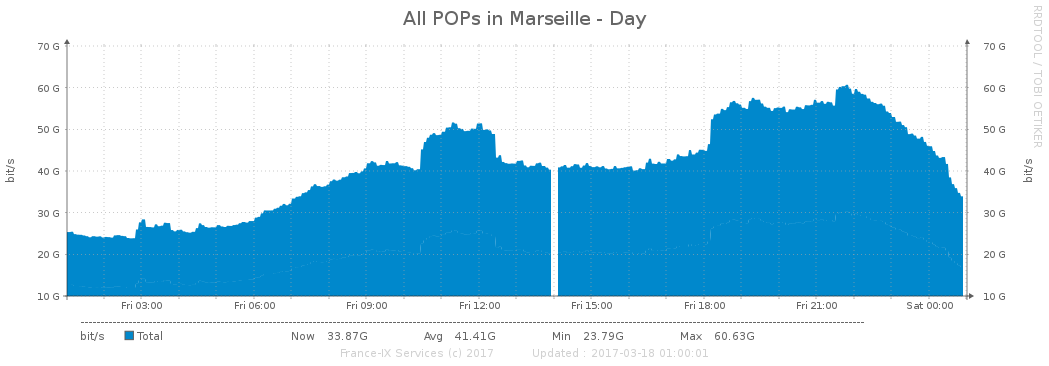 All POPs in Marseille - Day
RRDTOOL / TOBI OETIKER
bit/s
bit/s
70 G 70 G
60 G 60 G
50 G 50 G
40 G 40 G
30 G 30 G
20 G 20 G
10 G 10 G
Fri 03:00 Fri 06:00 Fri 09:00 Fri 12:00 Fri 15:00 Fri 18:00 Fri 21:00 Sat 00:00
bit/s Total Now 33.87G Avg 41.41G Min 23.79G Max 60.63G
France-IX Services (c) 2017 Updated : 2017-03-18 01:00:01